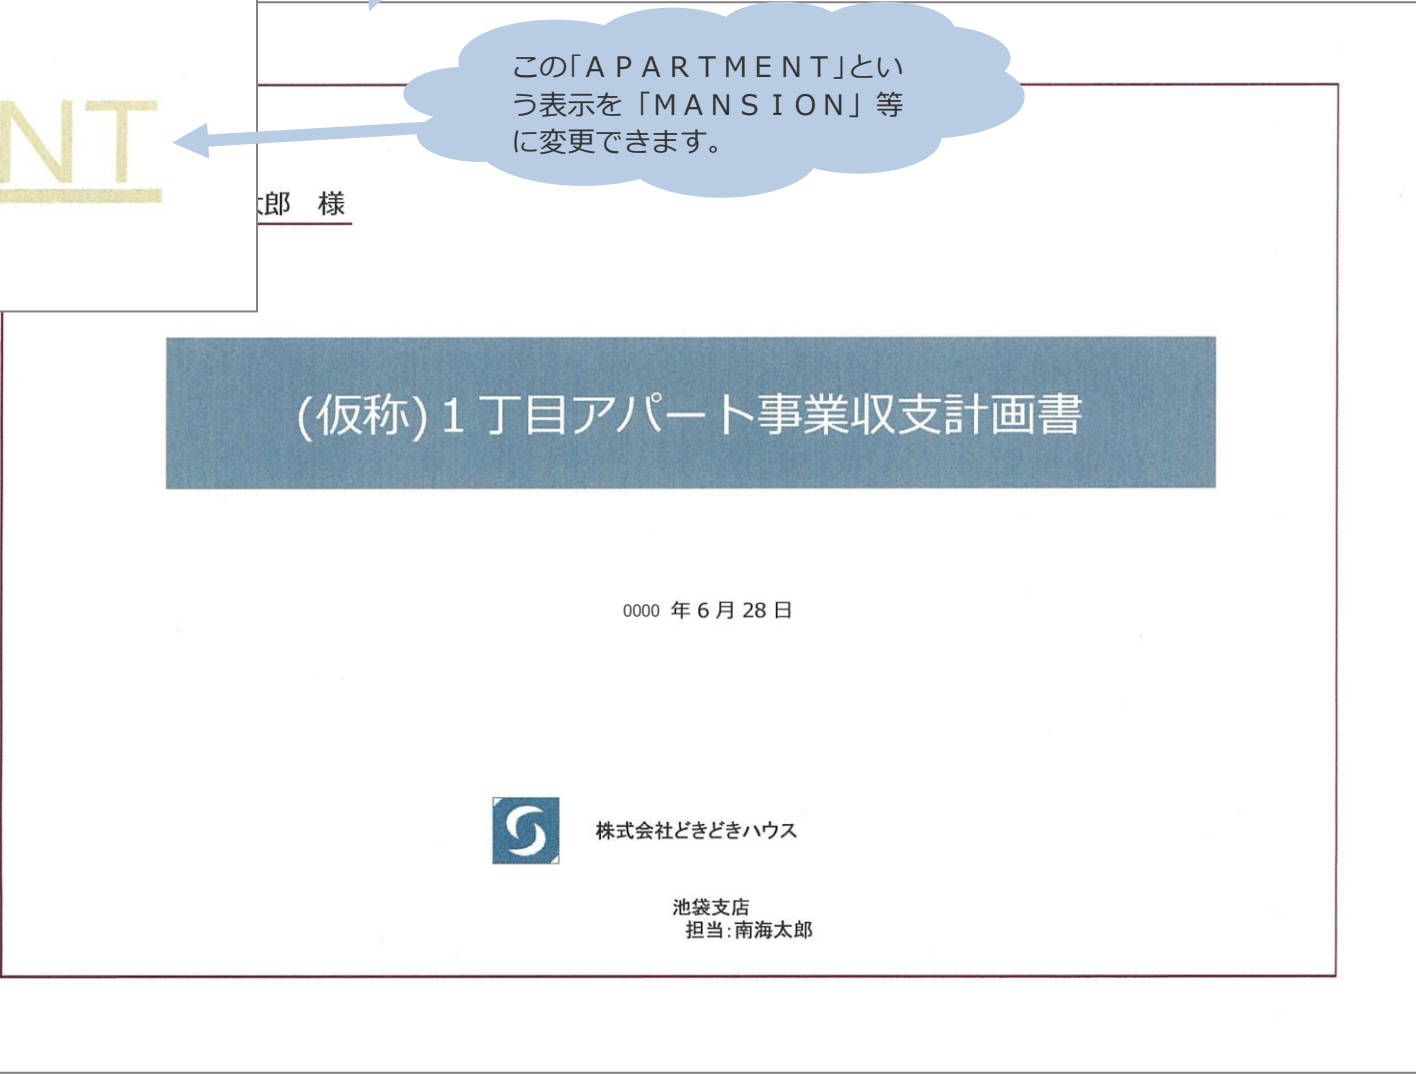 この「ＡＰＡＲＴＭＥＮＴ」とい
う表示を「ＭＡＮＳＩＯＮ」等
に変更できます。
NT
郎　様
(仮称)１丁目アパート事業収支計画書
0000 年 6 月 28 日
株式会社どきどきハウス
池袋支店
担当：南海太郎